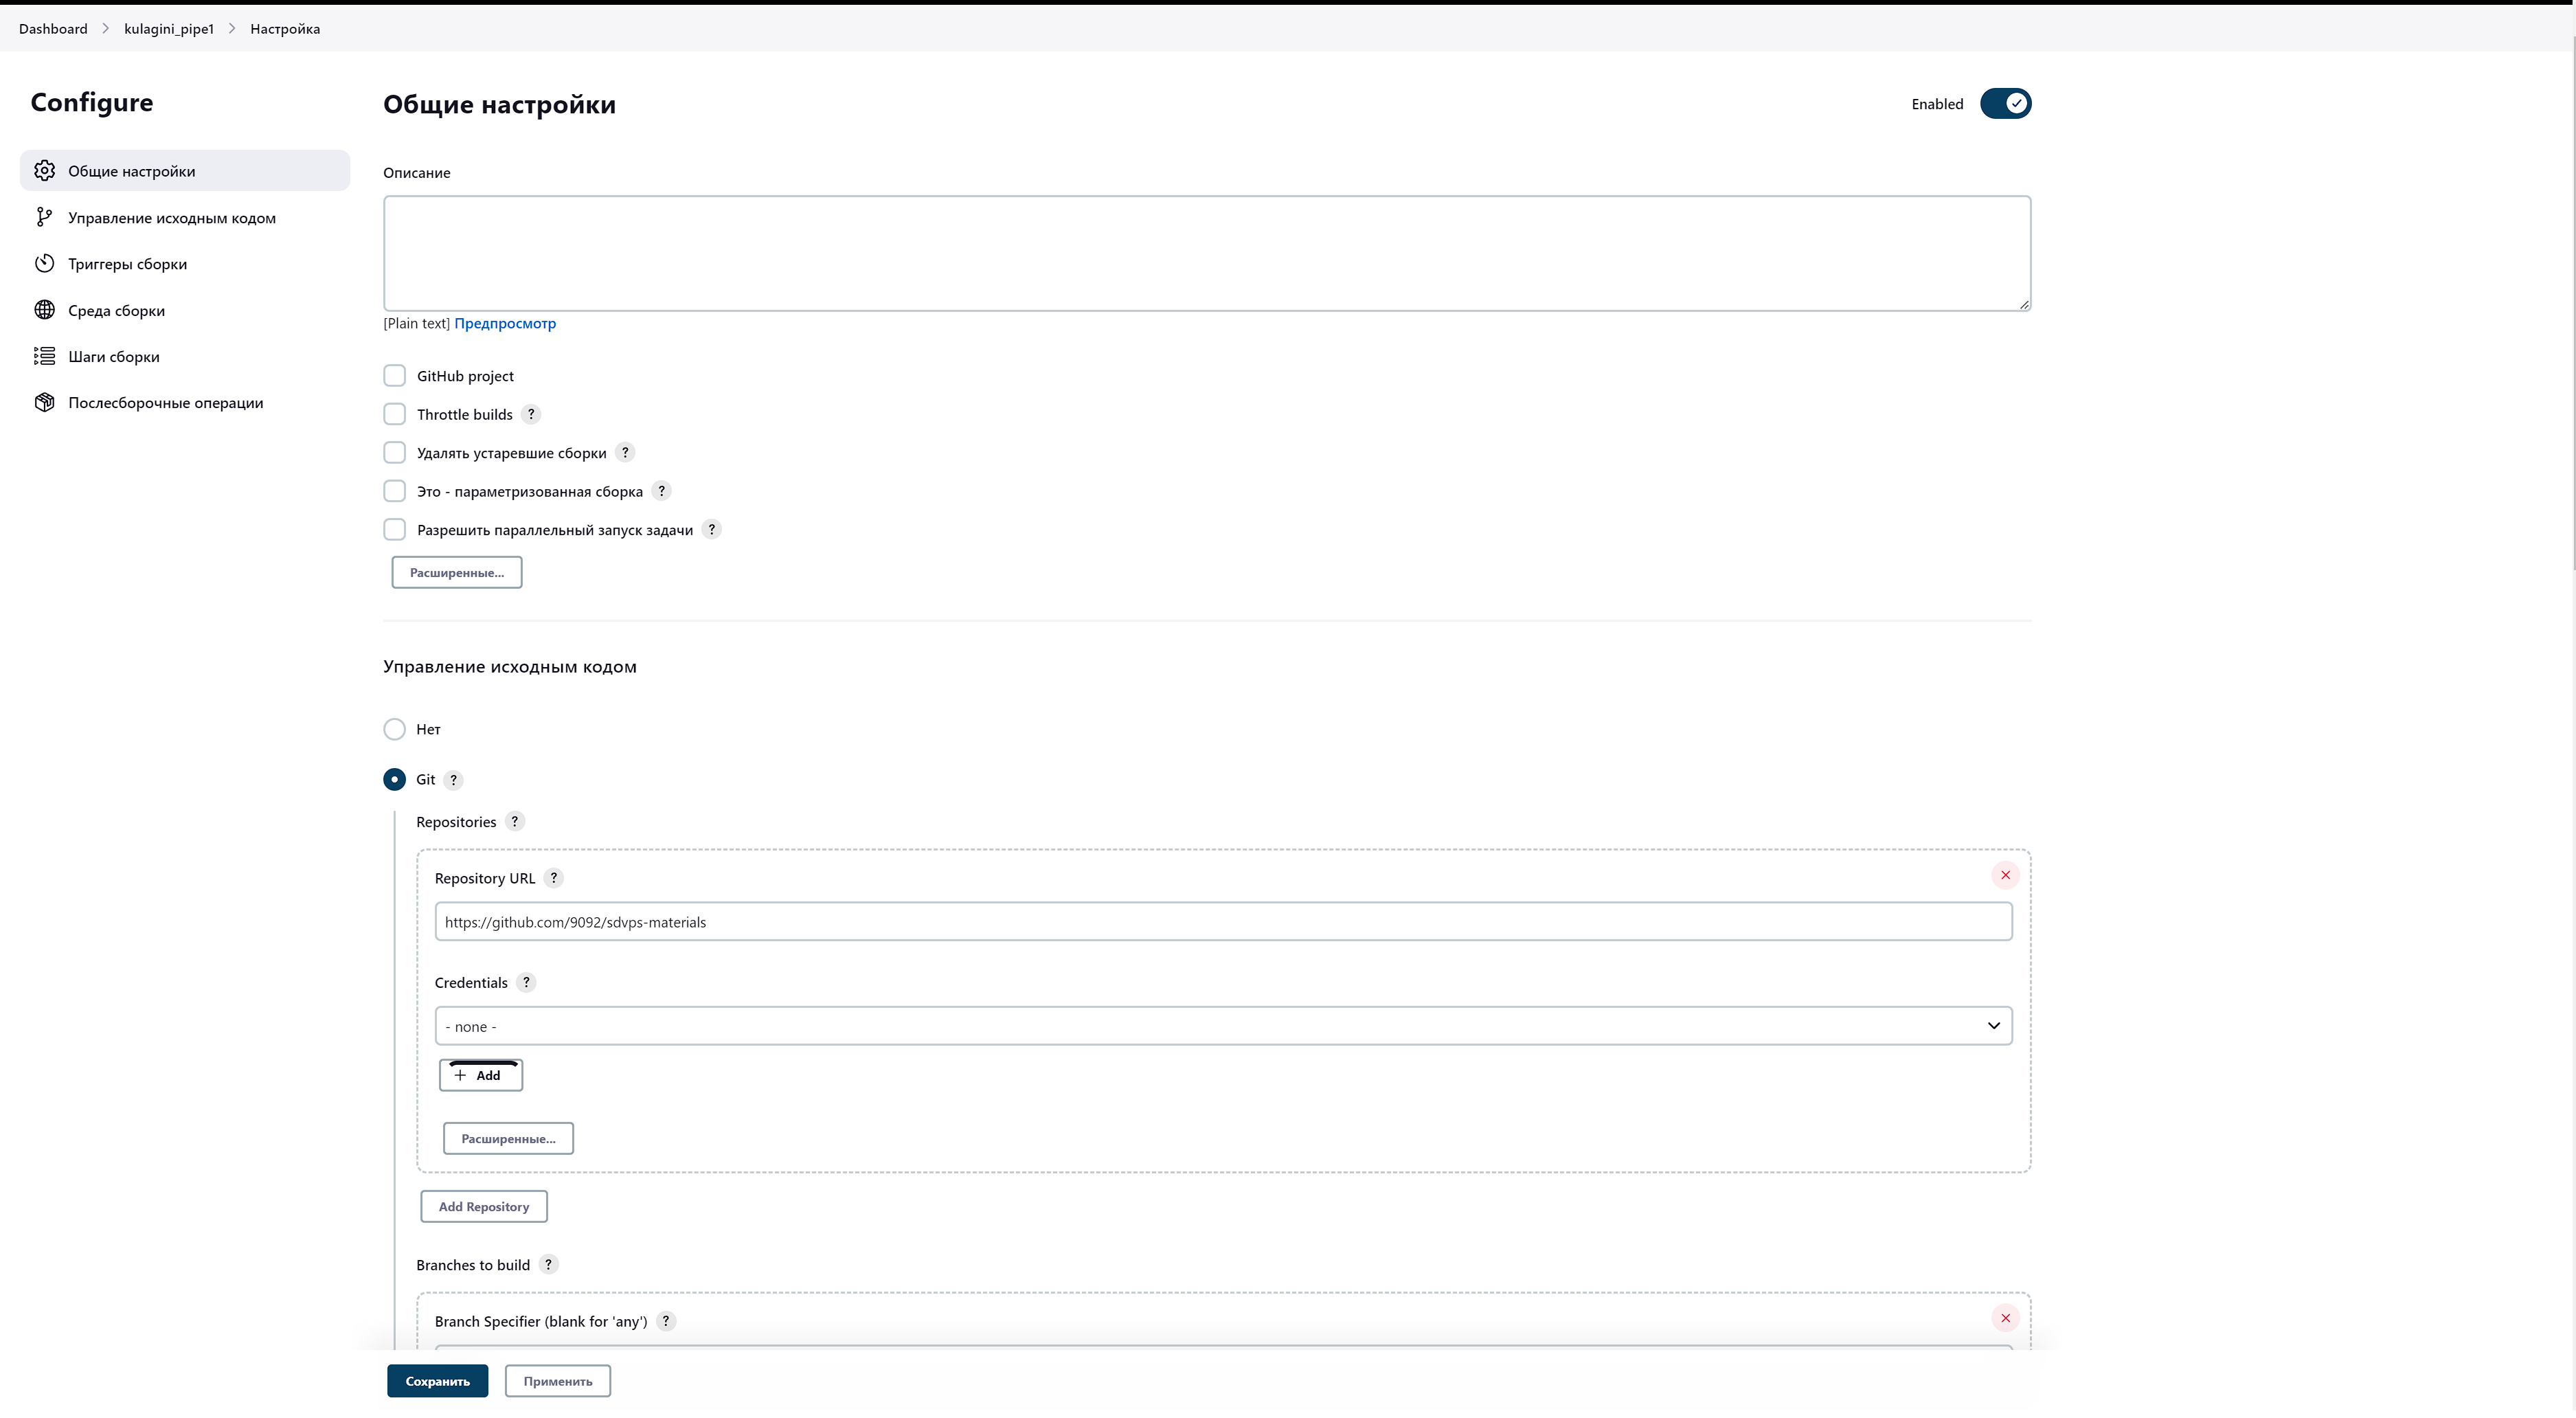 Dashboard > kulagini_pipe1 > Настройка
Configure
Общие настройки
Управление исходным кодом
Триггеры сборки
Среда сборки
Шаги сборки
Послесборочные операции
Общие настройки
Enabled
Описание
[Plain text] Предпросмотр
GitHub project
Throttle builds ?
Удалять устаревшие сборки ?
Это - параметризованная сборка ?
Разрешить параллельный запуск задачи ?
Расширенные...
Управление исходным кодом
Нет
Git ?
Repositories ?
Repository URL ?
https://github.com/9092/sdvps-materials
Credentials ?
- none -
+ Add
Расширенные...
Add Repository
Branches to build ?
Branch Specifier (blank for 'any') ?
Сохранить Применить